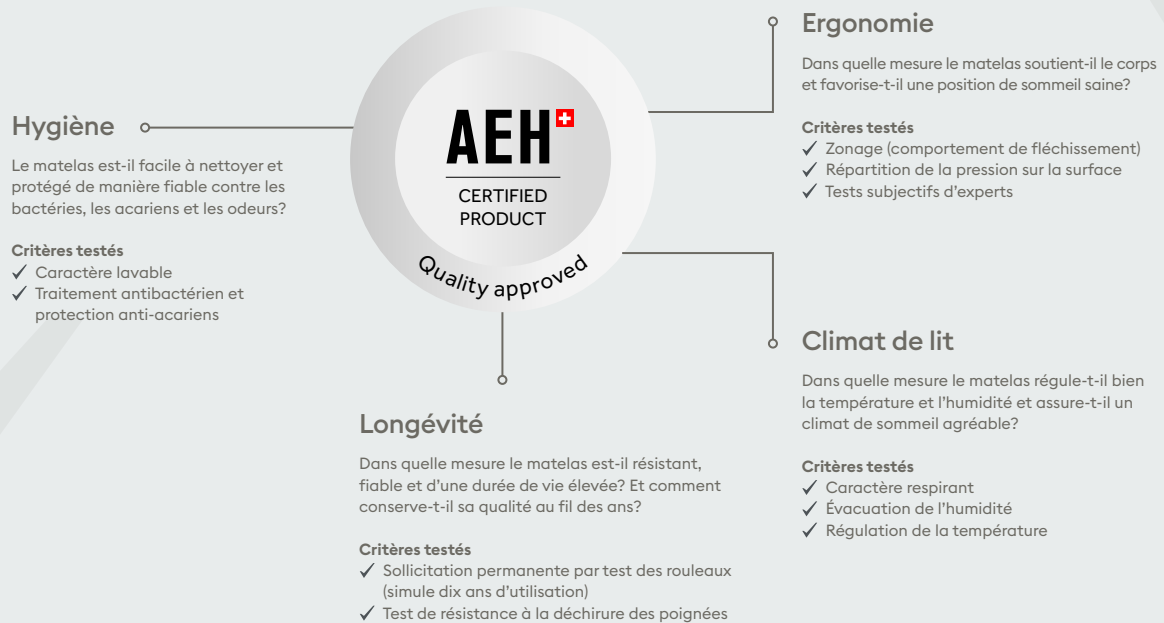 Hygiène
Le matelas est-il facile à nettoyer et
protégé de manière fiable contre les
bactéries, les acariens et les odeurs?
Critères testés
Caractère lavable
Traitement antibactérien et
protection anti-acariens
AEH
CERTIFIED
PRODUCT
Quality approved
Ergonomie
Dans quelle mesure le matelas soutient-il le corps
et favorise-t-il une position de sommeil saine?
Critères testés
Zonage (comportement de fléchissement)
Répartition de la pression sur la surface
Tests subjectifs d'experts
Longévité
Dans quelle mesure le matelas est-il résistant,
fiable et d'une durée de vie élevée? Et comment
conserve-t-il sa qualité au fil des ans?
Critères testés
Sollicitation permanente par test des rouleaux
(simule dix ans d'utilisation)
Test de résistance à la déchirure des poignées
Climat de lit
Dans quelle mesure le matelas régule-t-il bien
la température et l'humidité et assure-t-il un
climat de sommeil agréable?
Critères testés
Caractère respirant
Évacuation de l'humidité
Régulation de la température